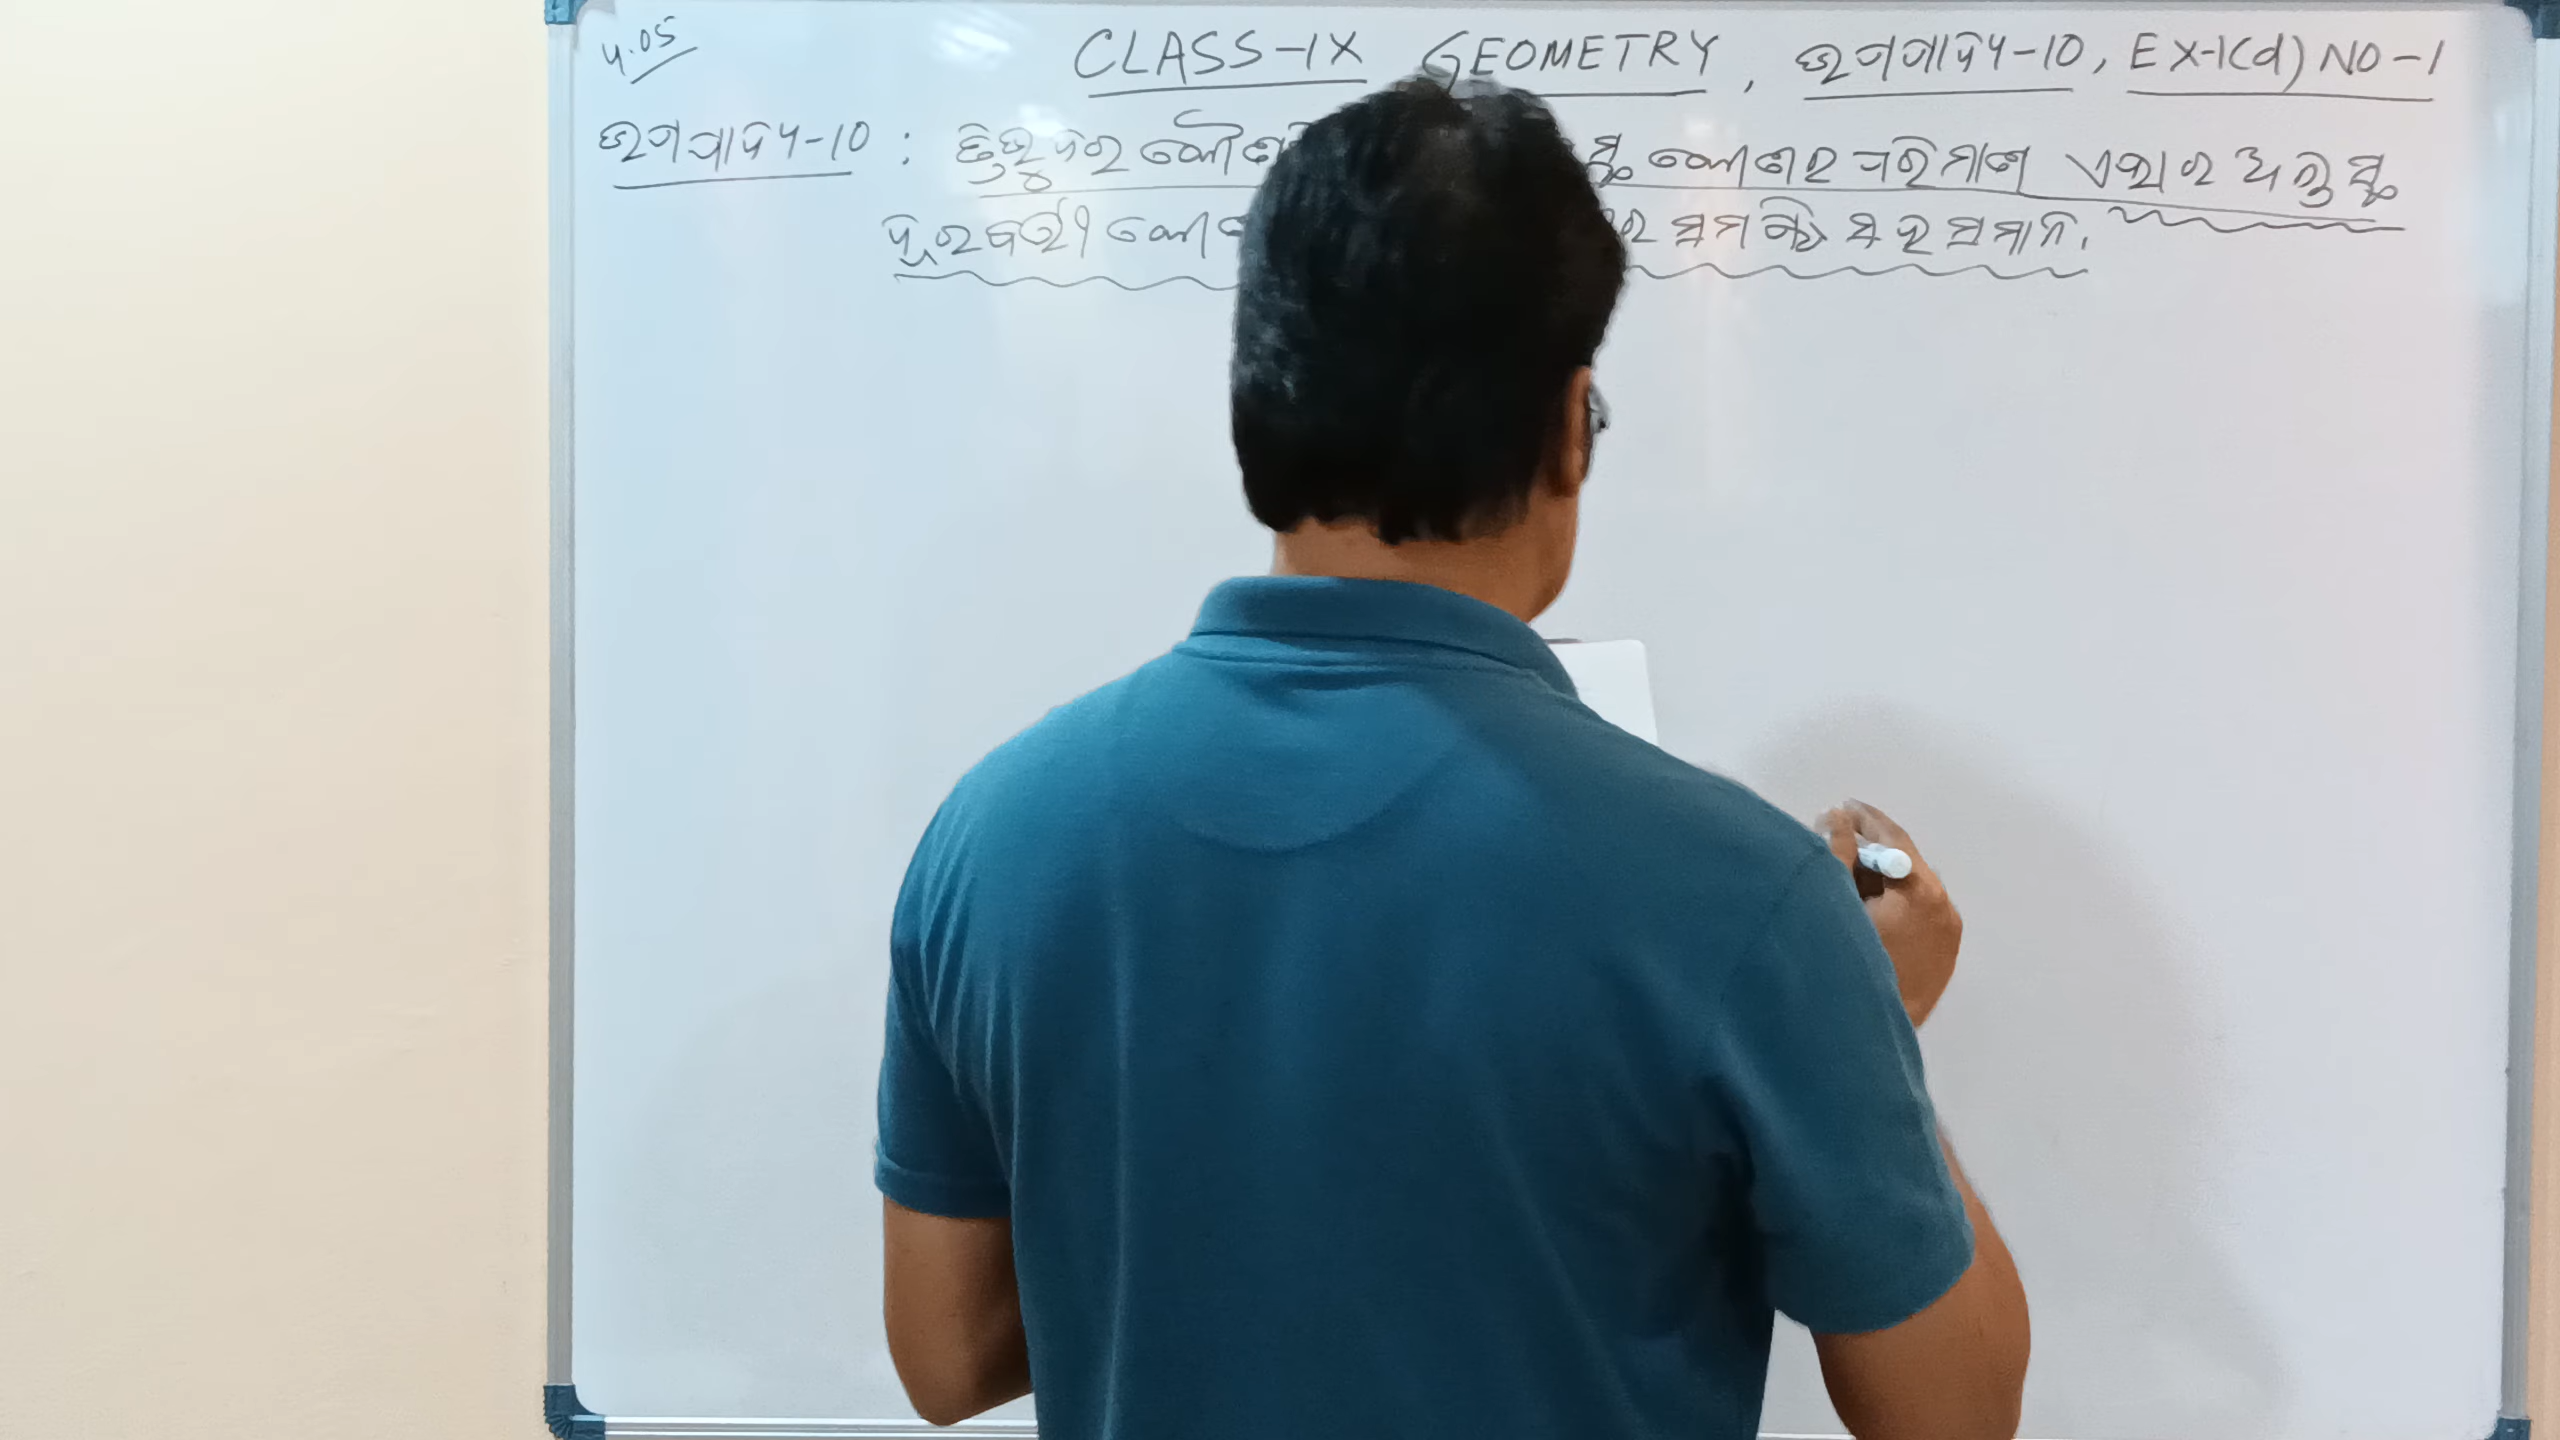 4.05
CLASS-IX GEOMETRY, ଉପପାଦ୍ୟ-10, EX-1(d) NO-1
ଉପପାଦ୍ୟ-10 : ତ୍ରିଭୁଜର କୌଣ ସ୍ଥ କୋଣର ପରିମାଣ ଏହାର ଅନ୍ତଃସ୍ଥ
ଦୂରବର୍ତ୍ତୀ କୋଣ ର ସମଷ୍ଟି ସହ ସମାନ.